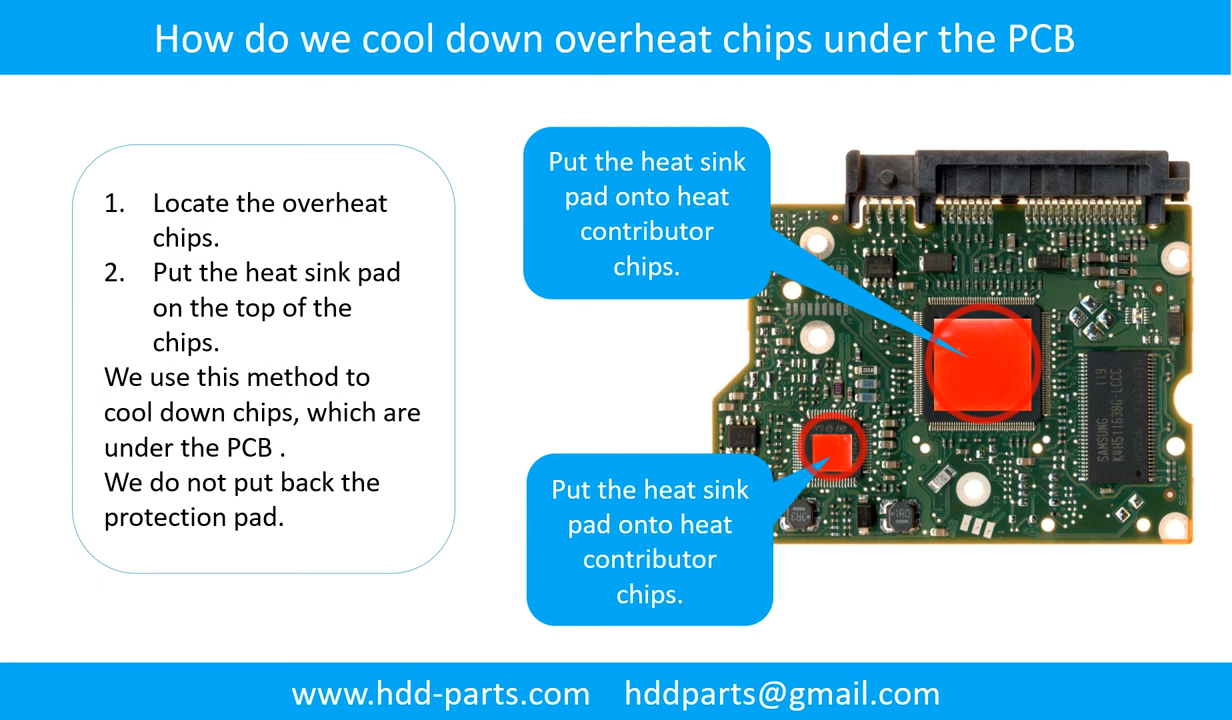 How do we cool down overheat chips under the PCB
1. Locate the overheat
chips.
2. Put the heat sink pad
on the top of the
chips.
We use this method to
cool down chips, which are
under the PCB .
We do not put back the
protection pad.
Put the heat sink
pad onto heat
contributor
chips.
Put the heat sink
pad onto heat
contributor
chips.
SAMSUNG 119
K4H511638G-LCCC
SEAGATE
3R3
1R0
www.hdd-parts.com hddparts@gmail.com